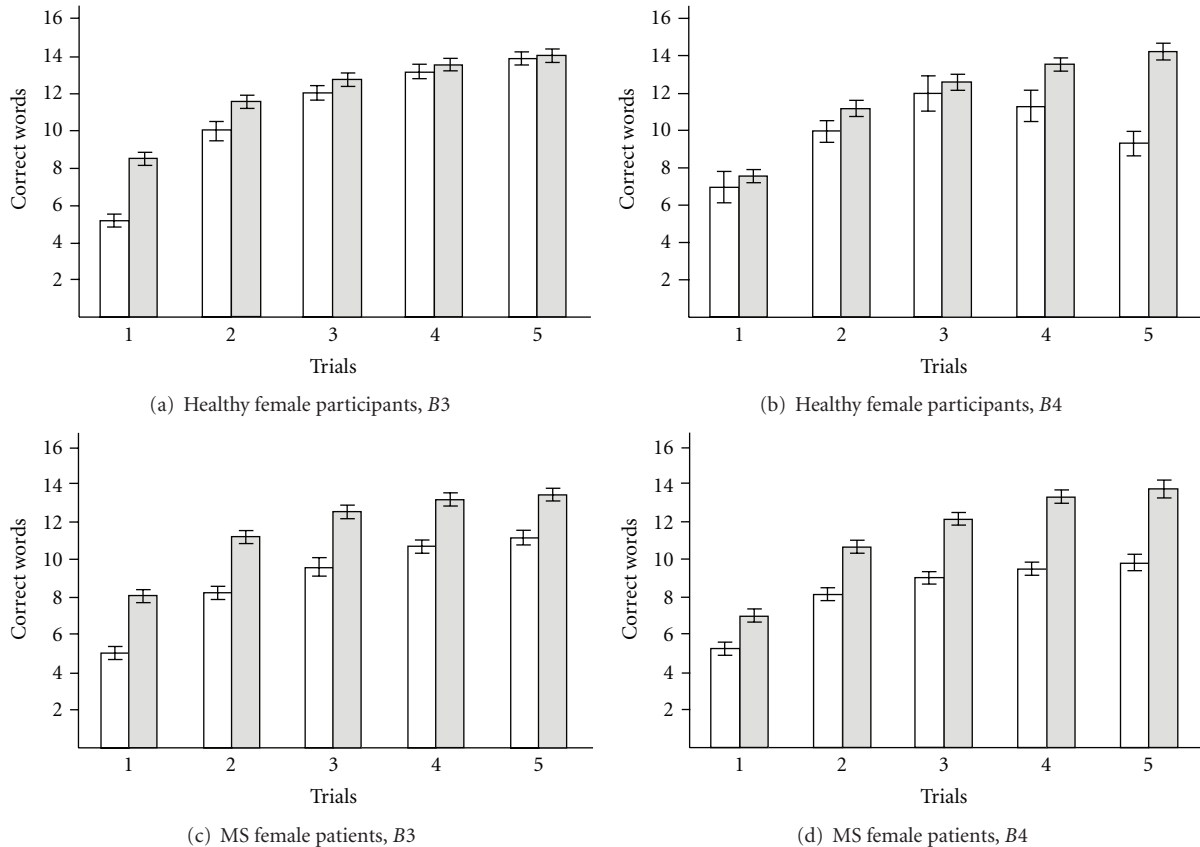 16
14
12
10
8
6
4
2
Correct words
1 2 3 4 5
Trials
(a) Healthy female participants, B3
16
14
12
10
8
6
4
2
Correct words
1 2 3 4 5
Trials
(b) Healthy female participants, B4
16
14
12
10
8
6
4
2
Correct words
1 2 3 4 5
Trials
(c) MS female patients, B3
16
14
12
10
8
6
4
2
Correct words
1 2 3 4 5
Trials
(d) MS female patients, B4